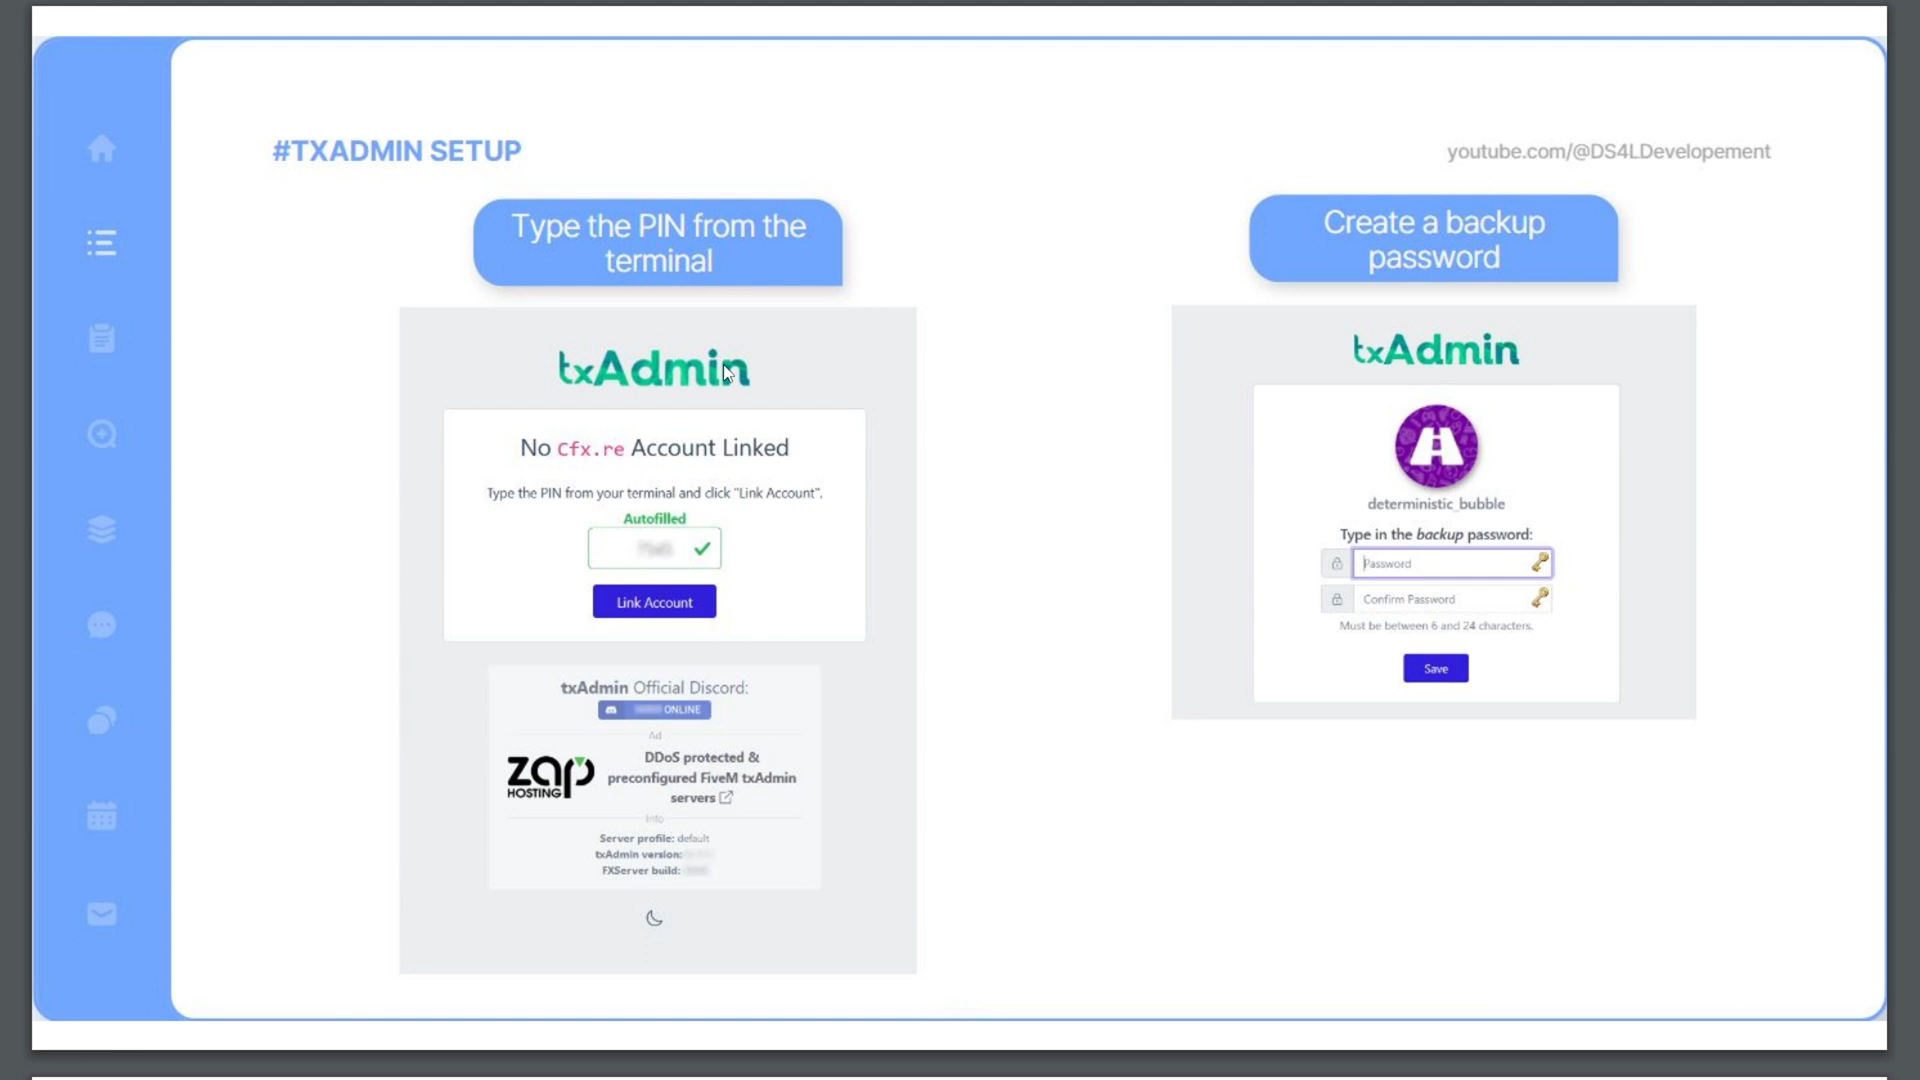 #TXADMIN SETUP
youtube.com/@DS4LDevelopement
Type the PIN from the
terminal
txAdmin
No Cfx.re Account Linked
Type the PIN from your terminal and click "Link Account".
Autofilled
Link Account
txAdmin Official Discord:
ONLINE
Ad
ZAP
HOSTING
DDoS protected &
preconfigured FiveM txAdmin
servers
Info
Server profile: default
txAdmin version:
FXServer build:
Create a backup
password
txAdmin
deterministic_bubble
Type in the backup password:
Password
Confirm Password
Must be between 6 and 24 characters.
Save